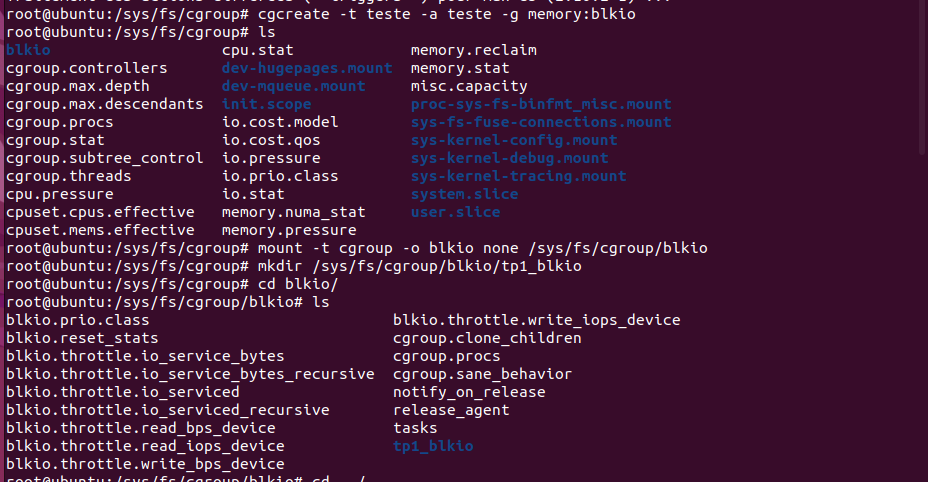 root@ubuntu:/sys/fs/cgroup# cgcreate -t teste -a teste -g memory:blkio
root@ubuntu:/sys/fs/cgroup# ls
blkio cpu.stat memory.reclaim
cgroup.controllers dev-hugepages.mount memory.stat
cgroup.max.depth dev-mqueue.mount misc.capacity
cgroup.max.descendants init.scope proc-sys-fs-binfmt_misc.mount
cgroup.procs io.cost.model sys-fs-fuse-connections.mount
cgroup.stat io.cost.qos sys-kernel-config.mount
cgroup.subtree_control io.pressure sys-kernel-debug.mount
cgroup.threads io.prio.class sys-kernel-tracing.mount
cpu.pressure io.stat system.slice
cpuset.cpus.effective memory.numa_stat user.slice
cpuset.mems.effective memory.pressure
root@ubuntu:/sys/fs/cgroup# mount -t cgroup -o blkio none /sys/fs/cgroup/blkio
root@ubuntu:/sys/fs/cgroup# mkdir /sys/fs/cgroup/blkio/tp1_blkio
root@ubuntu:/sys/fs/cgroup# cd blkio/
root@ubuntu:/sys/fs/cgroup/blkio# ls
blkio.prio.class blkio.throttle.write_iops_device
blkio.reset_stats cgroup.clone_children
blkio.throttle.io_service_bytes cgroup.procs
blkio.throttle.io_service_bytes_recursive cgroup.sane_behavior
blkio.throttle.io_serviced notify_on_release
blkio.throttle.io_serviced_recursive release_agent
blkio.throttle.read_bps_device tasks
blkio.throttle.read_iops_device tp1_blkio
blkio.throttle.write_bps_device
root@ubuntu:/sys/fs/cgroup/blkio# cd